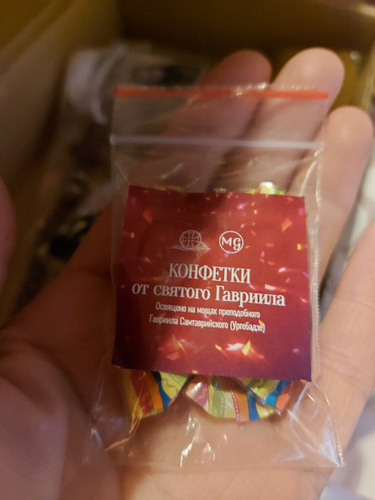 MG
КОНФЕТКИ
от святого Гавриила
Освящено на мощах преподобного
Гавриила Самтаврийского (Ургебадзе)